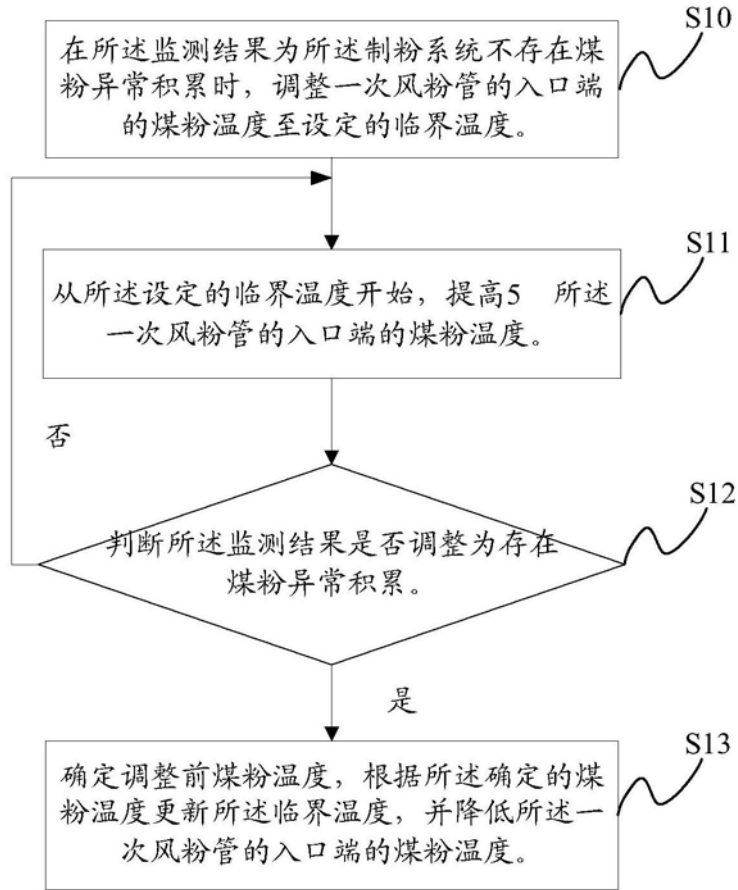 S10
在所述监测结果为所述制粉系统不存在煤
粉异常积累时，调整一次风粉管的入口端
的煤粉温度至设定的临界温度。
S11
从所述设定的临界温度开始，提高5 所述
一次风粉管的入口端的煤粉温度。
否
S12
判断所述监测结果是否调整为存在
煤粉异常积累。
是
S13
确定调整前煤粉温度，根据所述确定的煤
粉温度更新所述临界温度，并降低所述一
次风粉管的入口端的煤粉温度。